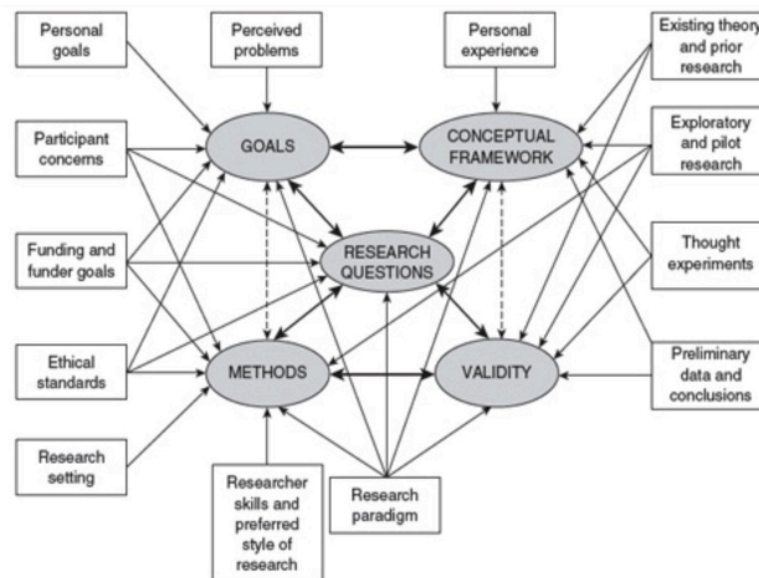 Personal
goals
Perceived
problems
Personal
experience
Existing theory
and prior
research
Participant
concerns
GOALS
CONCEPTUAL
FRAMEWORK
Exploratory
and pilot
research
Funding and
funder goals
RESEARCH
QUESTIONS
Thought
experiments
Ethical
standards
METHODS
VALIDITY
Preliminary
data and
conclusions
Research
setting
Researcher
skills and
preferred
style of
research
Research
paradigm